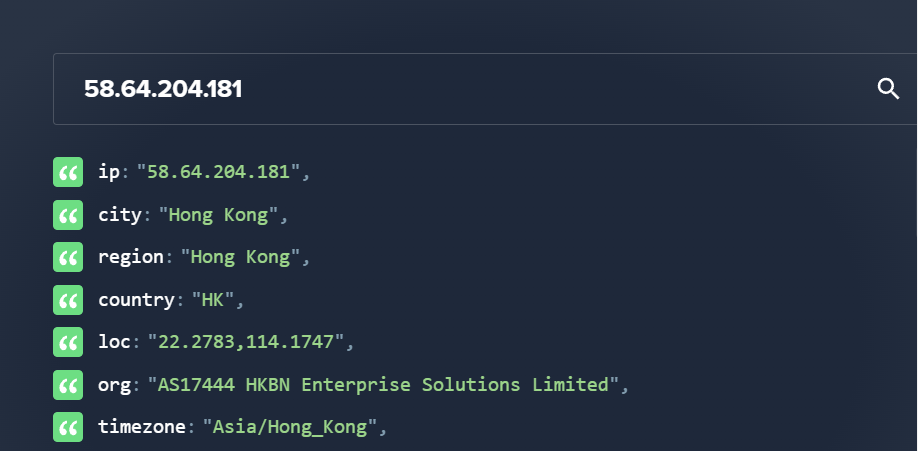 58.64.204.181
ip: "58.64.204.181",
city: "Hong Kong",
region: "Hong Kong",
country: "HK",
loc: "22.2783,114.1747",
org: "AS17444 HKBN Enterprise Solutions Limited",
timezone: "Asia/Hong_Kong",